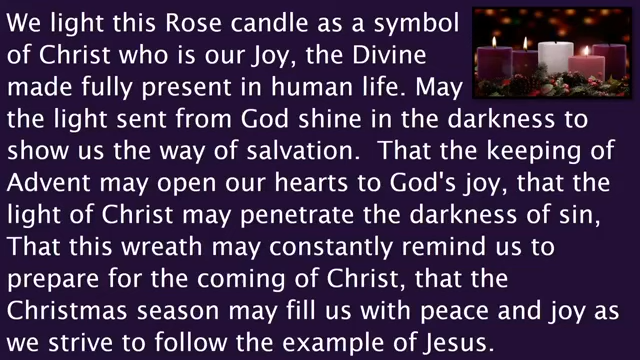 We light this Rose candle as a symbol
of Christ who is our Joy, the Divine
made fully present in human life. May
the light sent from God shine in the darkness to
show us the way of salvation.  That the keeping of
Advent may open our hearts to God's joy, that the
light of Christ may penetrate the darkness of sin,
That this wreath may constantly remind us to
prepare for the coming of Christ, that the
Christmas season may fill us with peace and joy as
we strive to follow the example of Jesus.